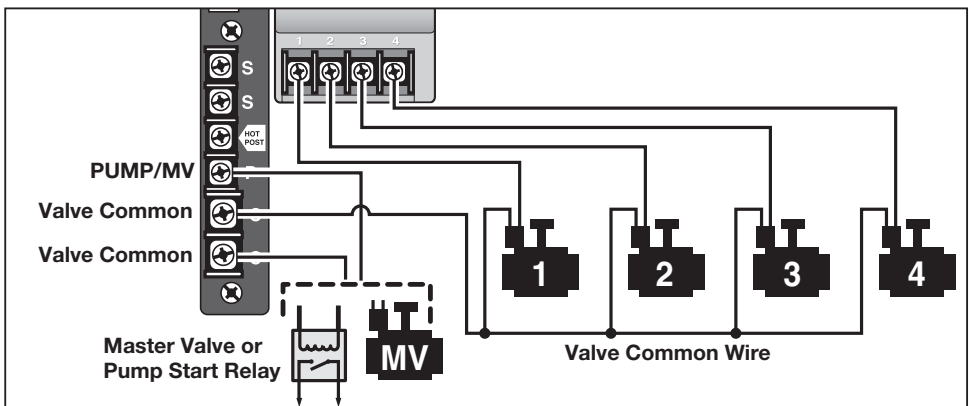 1 2 3 4
S
S
HOT
POST
PUMP/MV
P
Valve Common
C
Valve Common
C
1
2
3
4
MV
Master Valve or
Pump Start Relay
Valve Common Wire